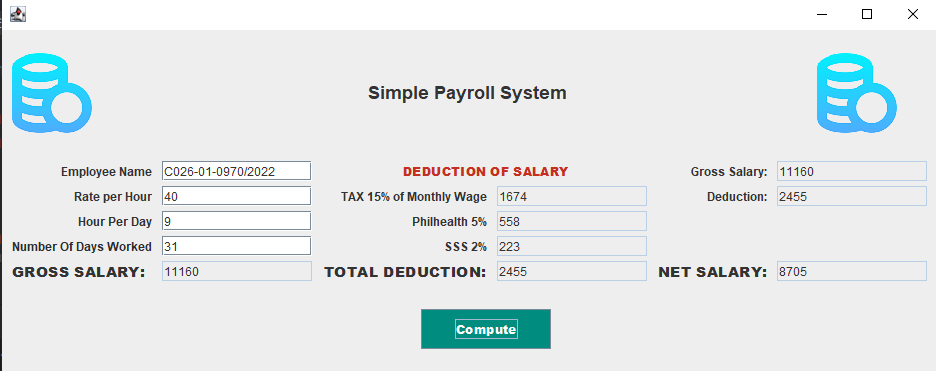 Simple Payroll System
Employee Name C026-01-0970/2022 DEDUCTION OF SALARY Gross Salary: 11160
Rate per Hour 40 TAX 15% of Monthly Wage 1674 Deduction: 2455
Hour Per Day 9 Philhealth 5% 558
Number Of Days Worked 31 SSS 2% 223
GROSS SALARY: 11160 TOTAL DEDUCTION: 2455 NET SALARY: 8705
Compute